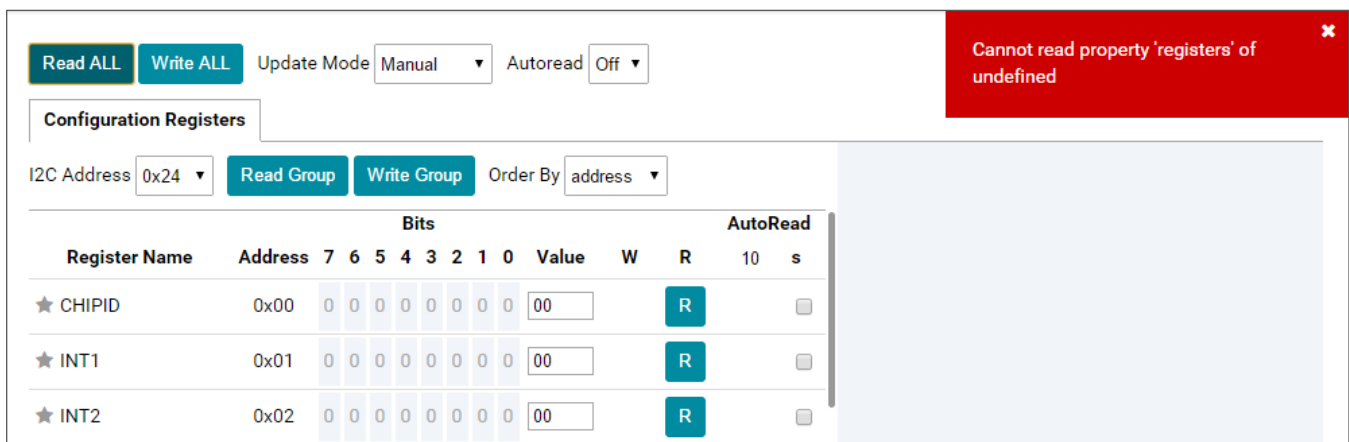 Read ALL Write ALL Update Mode Manual Autoread Off
Cannot read property 'registers' of
undefined
Configuration Registers
I2C Address 0x24 Read Group Write Group Order By address
Bits AutoRead
Register Name Address 7 6 5 4 3 2 1 0 Value W R 10 s
CHIPID 0x00 0 0 0 0 0 0 0 0 00 R
INT1 0x01 0 0 0 0 0 0 0 0 00 R
INT2 0x02 0 0 0 0 0 0 0 0 00 R